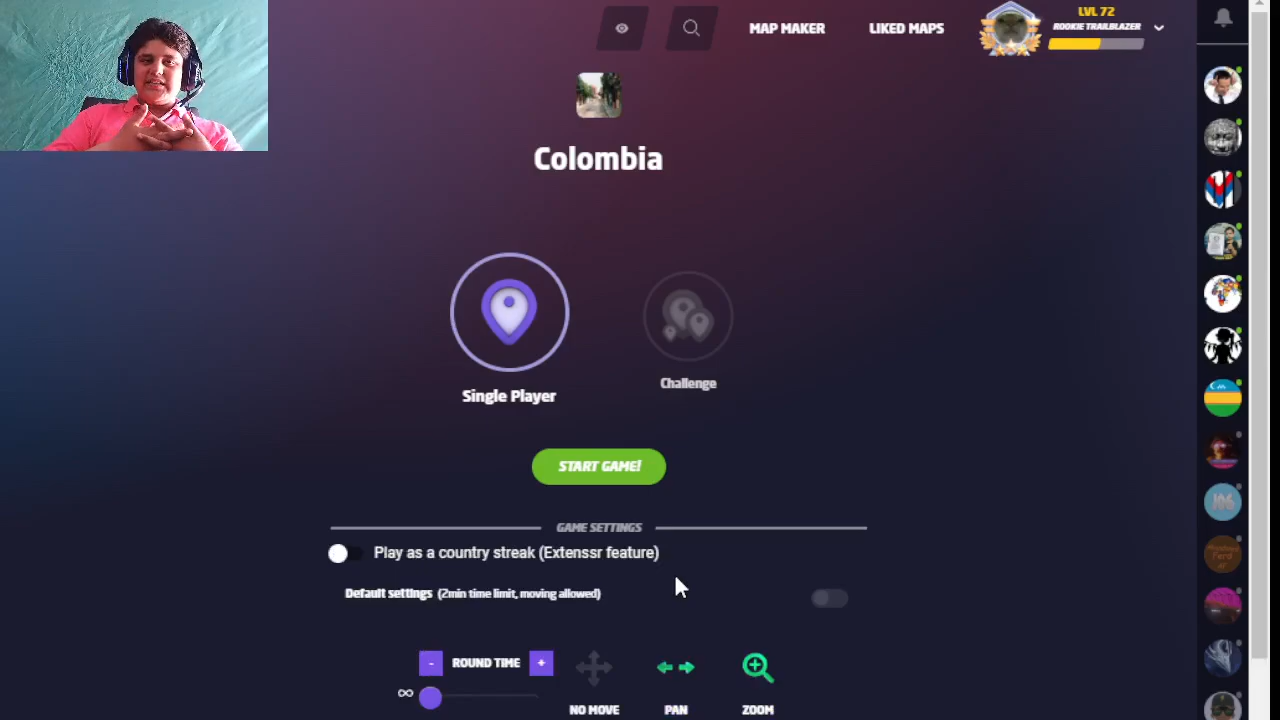 LVL 72
MAP MAKER
LIKED MAPS
ROOKIE TRAILBLAZER
Colombia
Single Player
Challenge
START GAME!
GAME SETTINGS
Play as a country streak (Extenssr feature)
Default settings (2min time limit, moving allowed)
- ROUND TIME +
∞
NO MOVE
PAN
ZOOM